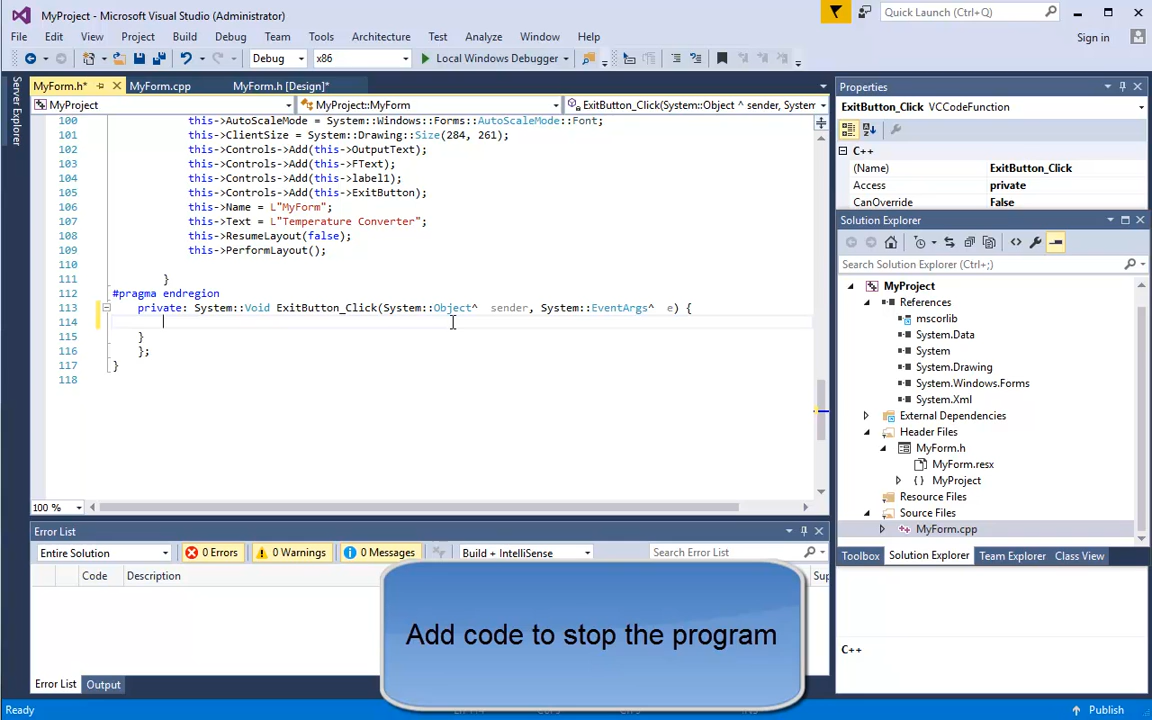 MyProject - Microsoft Visual Studio (Administrator)
Quick Launch (Ctrl+Q)
File Edit View Project Build Debug Team Tools Architecture Test Analyze Window Help
Sign in
Debug x86 Local Windows Debugger
Server Explorer
MyForm.h* MyForm.cpp MyForm.h [Design]*
MyProject MyProject::MyForm ExitButton_Click(System::Object ^ sender, System
100 this->AutoScaleMode = System::Windows::Forms::AutoScaleMode::Font;
101 this->ClientSize = System::Drawing::Size(284, 261);
102 this->Controls->Add(this->OutputText);
103 this->Controls->Add(this->FText);
104 this->Controls->Add(this->label1);
105 this->Controls->Add(this->ExitButton);
106 this->Name = L"MyForm";
107 this->Text = L"Temperature Converter";
108 this->ResumeLayout(false);
109 this->PerformLayout();
110
111 }
112 #pragma endregion
113 private: System::Void ExitButton_Click(System::Object^ sender, System::EventArgs^ e) {
114
115 }
116 };
117 }
118
100 %
Properties
ExitButton_Click VCCodeFunction
C++
(Name) ExitButton_Click
Access private
CanOverride False
Solution Explorer
Search Solution Explorer (Ctrl+;)
MyProject
References
mscorlib
System.Data
System
System.Drawing
System.Windows.Forms
System.Xml
External Dependencies
Header Files
MyForm.h
MyForm.resx
{ } MyProject
Resource Files
Source Files
MyForm.cpp
Toolbox Solution Explorer Team Explorer Class View
C++
Error List
Entire Solution 0 Errors 0 Warnings 0 Messages Build + IntelliSense Search Error List
Code Description Sup
Add code to stop the program
Error List Output
Ready
Publish